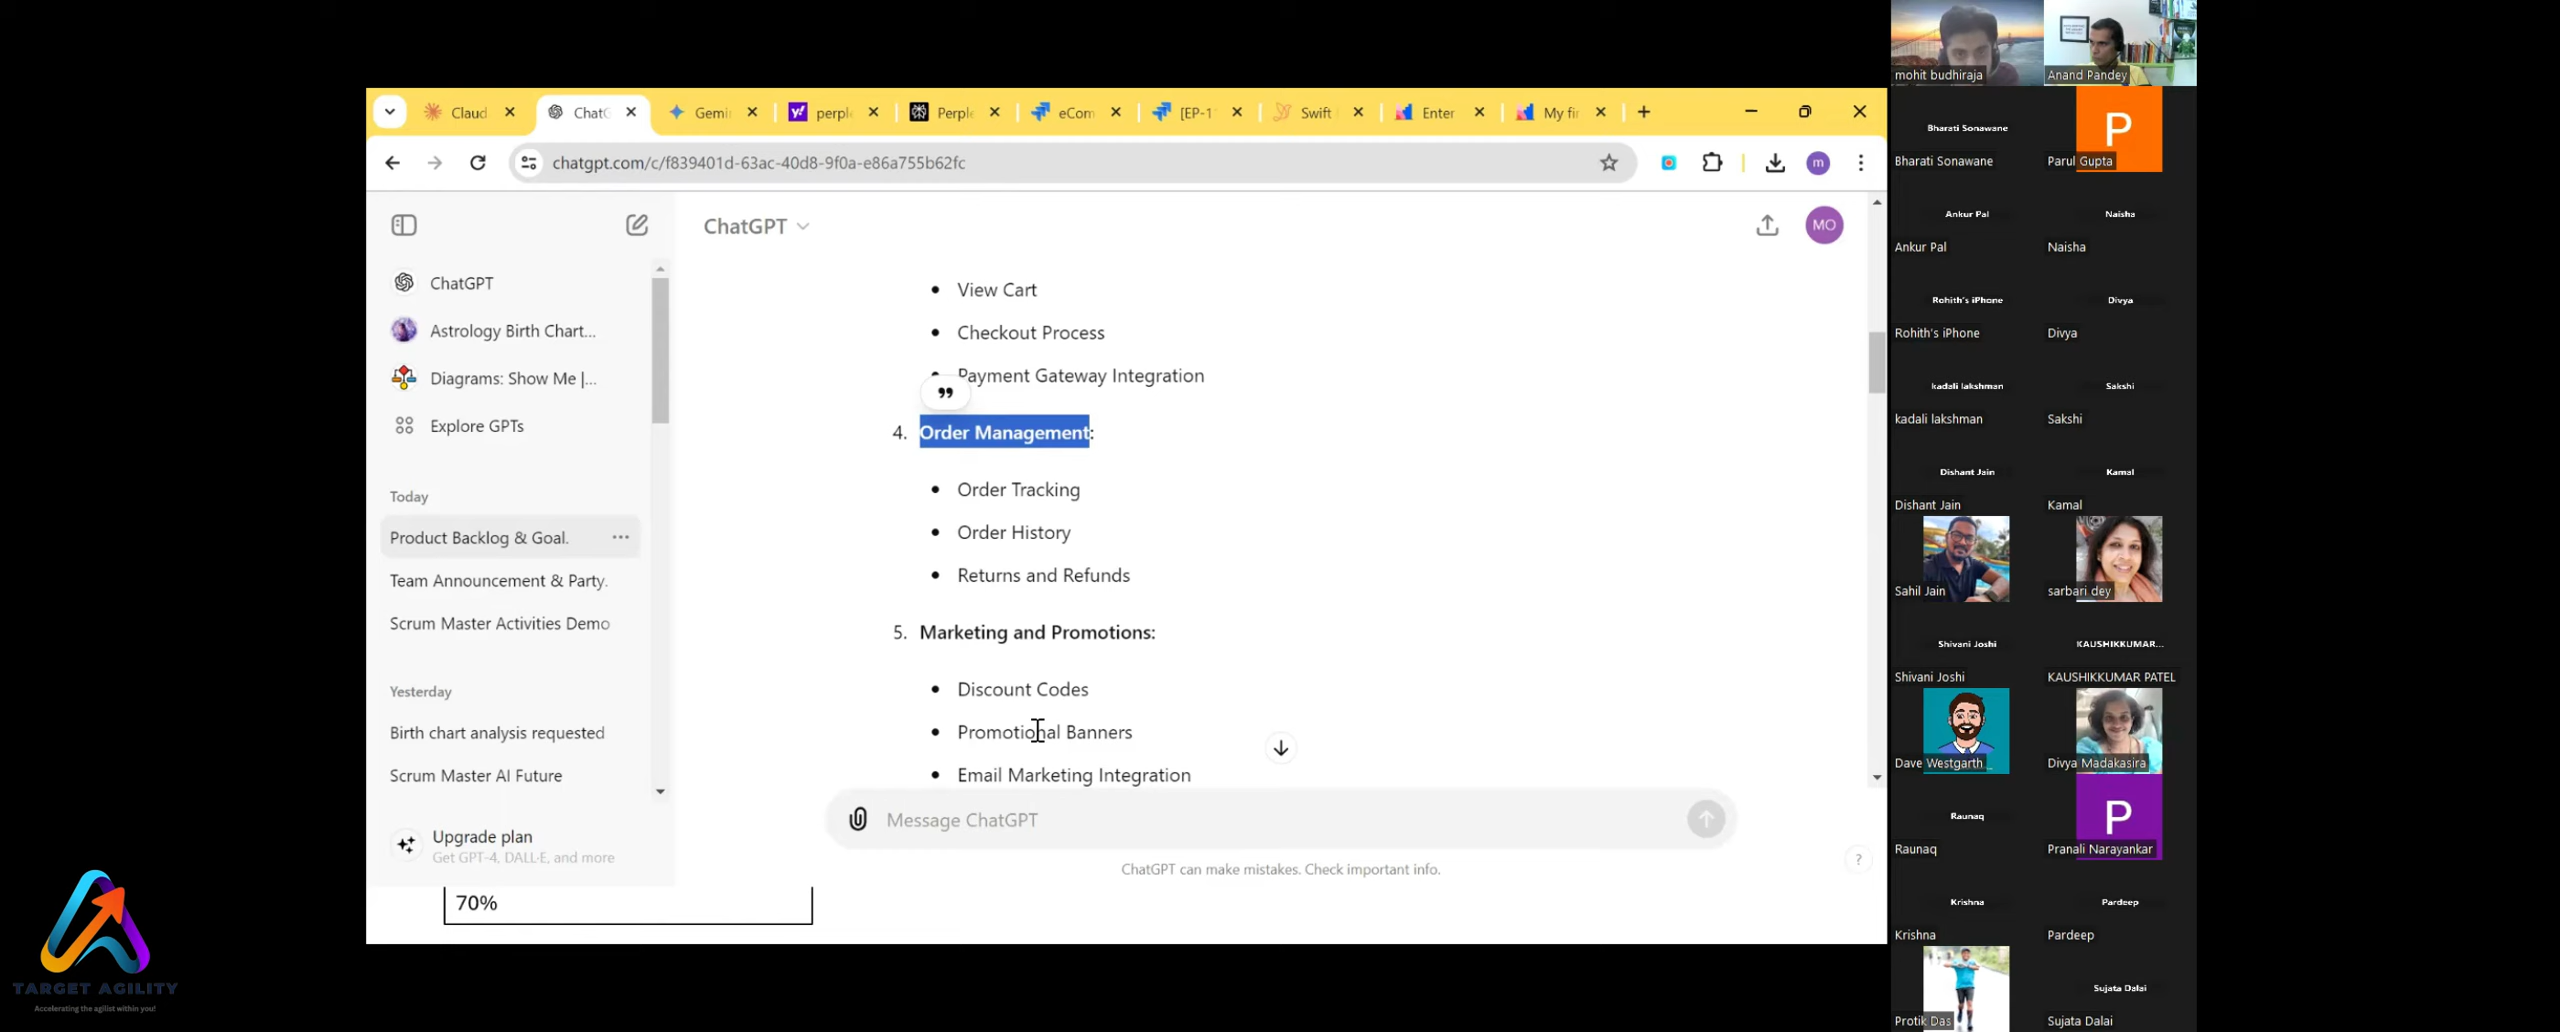 Claud
ChatG
Gemi
perpl
Perple
eCom
[EP-1
Swift
Enter
My fir
chatgpt.com/c/f839401d-63ac-40d8-9f0a-e86a755b62fc
m
ChatGPT
Astrology Birth Chart...
Diagrams: Show Me |...
Explore GPTs
Today
Product Backlog & Goal.
Team Announcement & Party.
Scrum Master Activities Demo
Yesterday
Birth chart analysis requested
Scrum Master AI Future
Upgrade plan
Get GPT-4, DALL·E, and more
ChatGPT
MO
• View Cart
• Checkout Process
• Payment Gateway Integration
4. Order Management:
• Order Tracking
• Order History
• Returns and Refunds
5. Marketing and Promotions:
• Discount Codes
• Promotional Banners
• Email Marketing Integration
Message ChatGPT
ChatGPT can make mistakes. Check important info.
?
70%
TARGET AGILITY
Accelerating the agilist within you!
mohit budhiraja
Anand Pandey
Bharati Sonawane
Bharati Sonawane
P
Parul Gupta
Ankur Pal
Ankur Pal
Naisha
Naisha
Rohith's iPhone
Rohith's iPhone
Divya
Divya
kadali lakshman
kadali lakshman
Sakshi
Sakshi
Dishant Jain
Dishant Jain
Kamal
Kamal
Sahil Jain
sarbari dey
Shivani Joshi
Shivani Joshi
KAUSHIKKUMAR...
KAUSHIKKUMAR PATEL
Dave Westgarth
Divya Madakasira
Raunaq
Raunaq
P
Pranali Narayankar
Krishna
Krishna
Pardeep
Pardeep
Protik Das
Sujata Dalai
Sujata Dalai